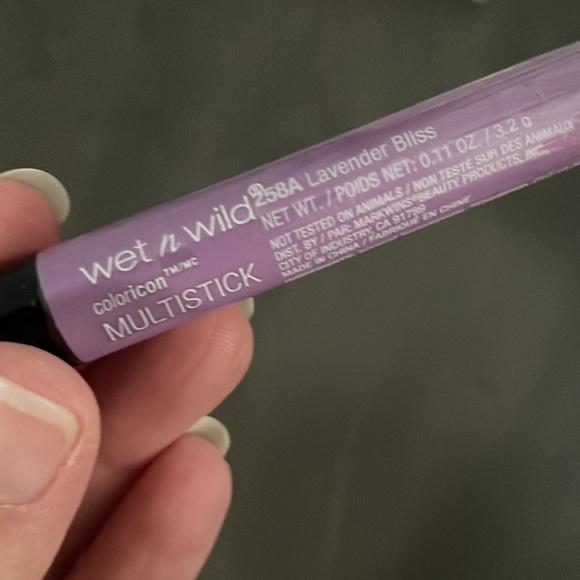 wet n wild®
coloricon™/MC
MULTISTICK
258A Lavender Bliss
NET WT. / POIDS NET: 0.11 OZ. / 3.2 g
NOT TESTED ON ANIMALS / NON TESTÉ SUR DES ANIMAUX
DIST. BY / PAR. MARKWINS® BEAUTY PRODUCTS, INC.
CITY OF INDUSTRY, CA 91789
MADE IN CHINA / FABRIQUÉ EN CHINE